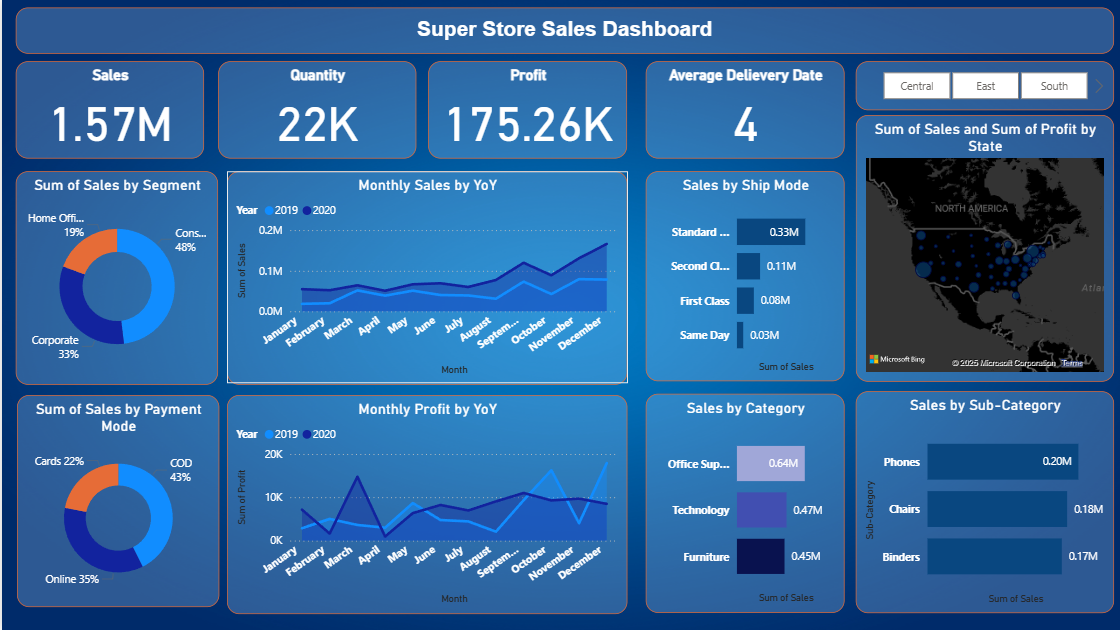 Super Store Sales Dashboard
Sales
1.57M
Quantity
22K
Profit
175.26K
Average Delievery Date
4
Central
East
South
Sum of Sales by Segment
Home Offi...
19%
Cons...
48%
Corporate
33%
Monthly Sales by YoY
Year 2019 2020
Sum of Sales
0.2M
0.1M
0.0M
January
February
March
April
May
June
July
August
Septem...
October
November
December
Month
Sales by Ship Mode
Standard ... 0.33M
Second Cl... 0.11M
First Class 0.08M
Same Day 0.03M
Sum of Sales
Sum of Sales and Sum of Profit by
State
NORTH AMERICA
Atlan
Microsoft Bing
© 2025 Microsoft Corporation Terms
Sum of Sales by Payment
Mode
Cards 22%
COD
43%
Online 35%
Monthly Profit by YoY
Year 2019 2020
Sum of Profit
20K
10K
0K
January
February
March
April
May
June
July
August
Septem...
October
November
December
Month
Sales by Category
Office Sup... 0.64M
Technology 0.47M
Furniture 0.45M
Sum of Sales
Sales by Sub-Category
Sub-Category
Phones 0.20M
Chairs 0.18M
Binders 0.17M
Sum of Sales